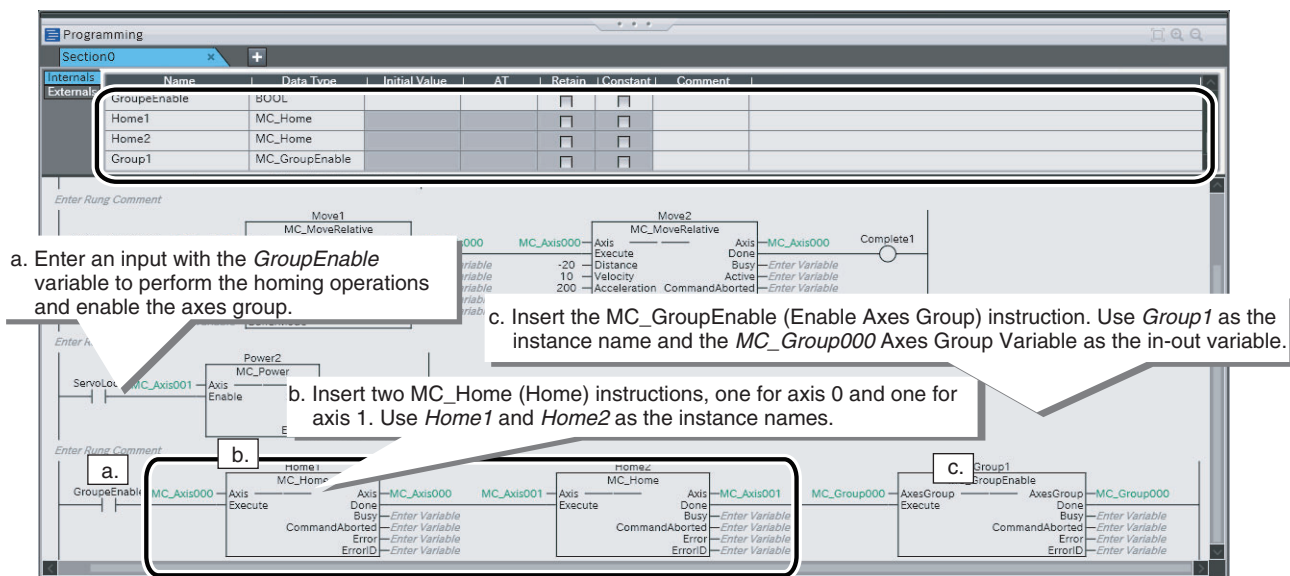 Programming
Section0 × +
Internals
Externals
Name Data Type Initial Value AT Retain Constant Comment
GroupeEnable BOOL
Home1 MC_Home
Home2 MC_Home
Group1 MC_GroupEnable
Enter Rung Comment
Move1
MC_MoveRelative
Move2
MC_MoveRelative
MC_Axis000 Axis Axis MC_Axis000
Execute Done
-20 Distance Busy Enter Variable
10 Velocity Active Enter Variable
200 Acceleration CommandAborted Enter Variable
Complete1
a. Enter an input with the GroupEnable
variable to perform the homing operations
and enable the axes group.
c. Insert the MC_GroupEnable (Enable Axes Group) instruction. Use Group1 as the
instance name and the MC_Group000 Axes Group Variable as the in-out variable.
Power2
MC_Power
MC_Axis001 Axis
Enable
b. Insert two MC_Home (Home) instructions, one for axis 0 and one for
axis 1. Use Home1 and Home2 as the instance names.
Enter Rung Comment
a.
b.
c.
GroupeEnable
Home1
MC_Home
MC_Axis000 Axis Axis MC_Axis000
Execute Done
Busy Enter Variable
CommandAborted Enter Variable
Error Enter Variable
ErrorID Enter Variable
Home2
MC_Home
MC_Axis001 Axis Axis MC_Axis001
Execute Done
Busy Enter Variable
CommandAborted Enter Variable
Error Enter Variable
ErrorID Enter Variable
Group1
MC_Group000 AxesGroup AxesGroup MC_Group000
Execute Done
Busy Enter Variable
CommandAborted Enter Variable
Error Enter Variable
ErrorID Enter Variable